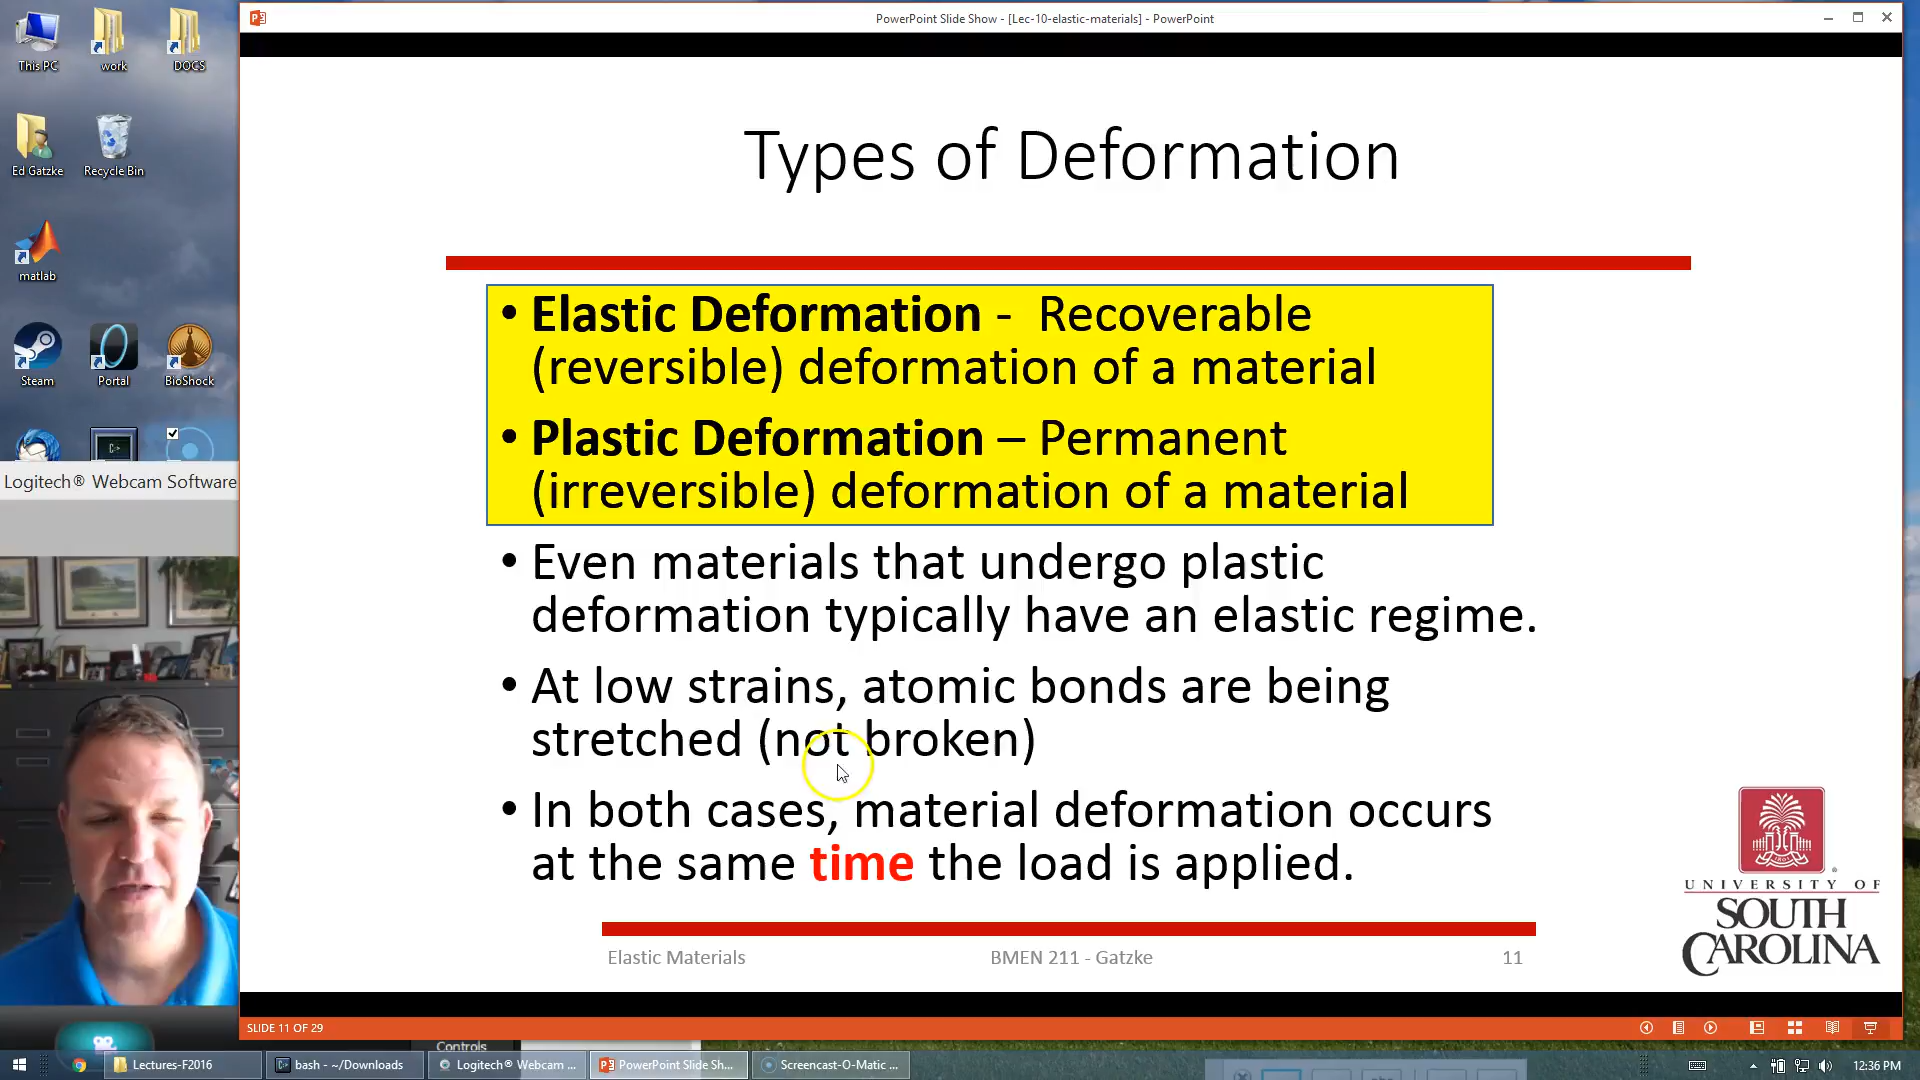 PowerPoint Slide Show - [Lec-10-elastic-materials] - PowerPoint
This PC
work
DOCS
Ed Gatzke
Recycle Bin
matlab
Steam
Portal
BioShock
Logitech® Webcam Software
Types of Deformation
• Elastic Deformation - Recoverable
(reversible) deformation of a material
• Plastic Deformation – Permanent
(irreversible) deformation of a material
• Even materials that undergo plastic
deformation typically have an elastic regime.
• At low strains, atomic bonds are being
stretched (not broken)
• In both cases, material deformation occurs
at the same time the load is applied.
UNIVERSITY OF
SOUTH
CAROLINA
Elastic Materials
BMEN 211 - Gatzke
11
SLIDE 11 OF 29
Controls
Lectures-F2016
bash - ~/Downloads
Logitech® Webcam ...
PowerPoint Slide Sh...
Screencast-O-Matic ...
12:36 PM